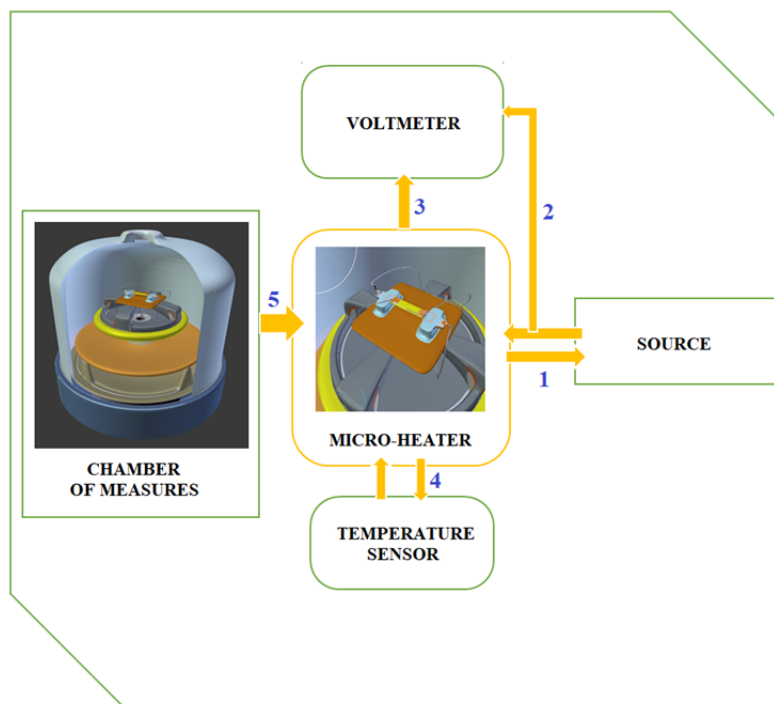 VOLTMETER
3
2
5
SOURCE
1
MICRO-HEATER
CHAMBER
OF MEASURES
4
TEMPERATURE
SENSOR